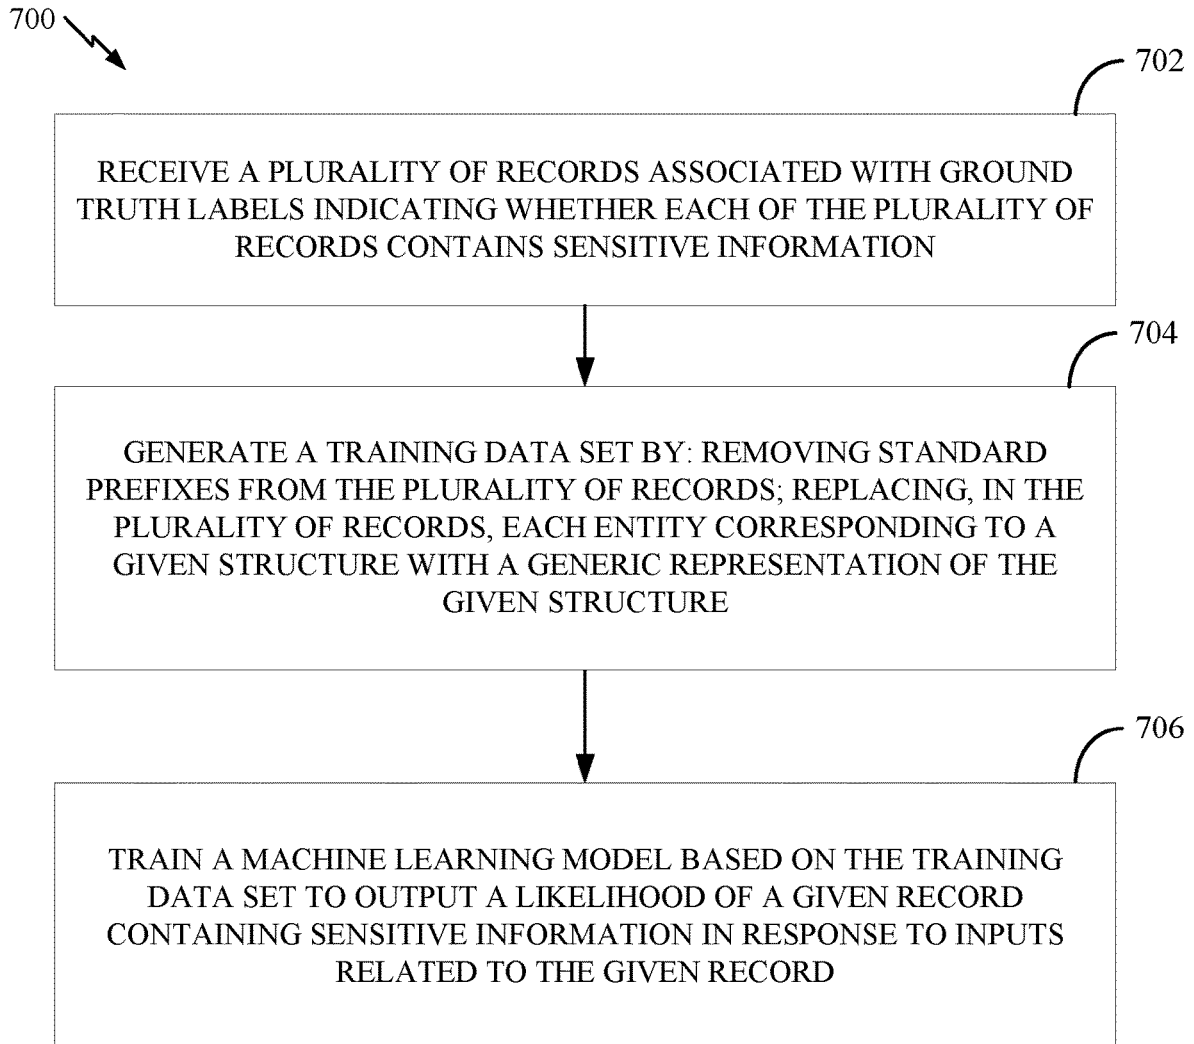 700
702
RECEIVE A PLURALITY OF RECORDS ASSOCIATED WITH GROUND
TRUTH LABELS INDICATING WHETHER EACH OF THE PLURALITY OF
RECORDS CONTAINS SENSITIVE INFORMATION
704
GENERATE A TRAINING DATA SET BY: REMOVING STANDARD
PREFIXES FROM THE PLURALITY OF RECORDS; REPLACING, IN THE
PLURALITY OF RECORDS, EACH ENTITY CORRESPONDING TO A
GIVEN STRUCTURE WITH A GENERIC REPRESENTATION OF THE
GIVEN STRUCTURE
706
TRAIN A MACHINE LEARNING MODEL BASED ON THE TRAINING
DATA SET TO OUTPUT A LIKELIHOOD OF A GIVEN RECORD
CONTAINING SENSITIVE INFORMATION IN RESPONSE TO INPUTS
RELATED TO THE GIVEN RECORD